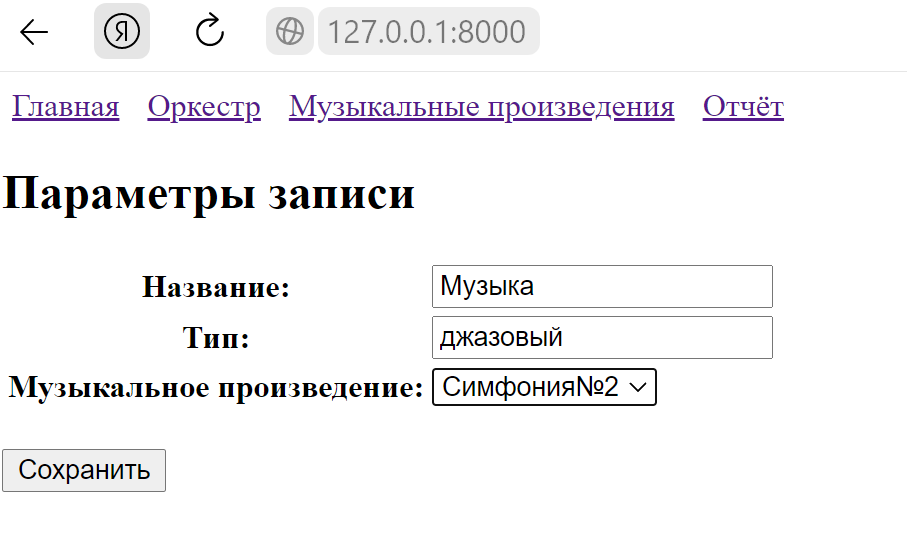 Я 127.0.0.1:8000
Главная Оркестр Музыкальные произведения Отчёт
Параметры записи
Название: Музыка
Тип: джазовый
Музыкальное произведение: Симфония№2
Сохранить